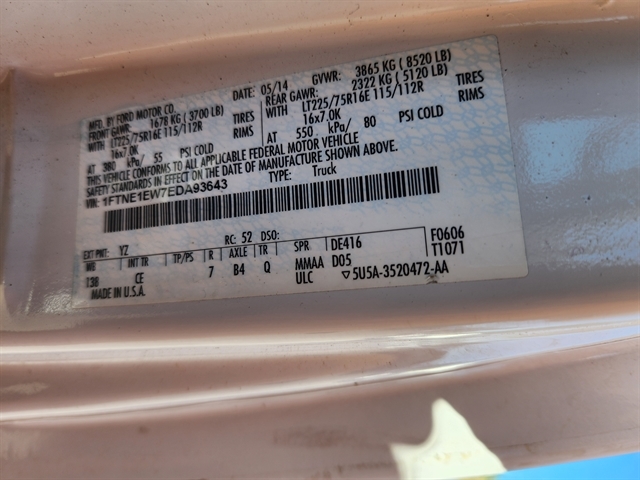 MFG. BY FORD MOTOR CO. DATE: 05/14 GVWR: 3865 KG ( 8520 LB)
FRONT GAWR: 1678 KG ( 3700 LB) REAR GAWR: 2322 KG ( 5120 LB)
WITH LT225/75R16E 115/112R TIRES WITH LT225/75R16E 115/112R TIRES
16x7.0K RIMS 16x7.0K RIMS
AT 380 kPa/ 55 PSI COLD AT 550 kPa/ 80 PSI COLD
THIS VEHICLE CONFORMS TO ALL APPLICABLE FEDERAL MOTOR VEHICLE
SAFETY STANDARDS IN EFFECT ON THE DATE OF MANUFACTURE SHOWN ABOVE.
VIN: 1FTNE1EW7EDA93643 TYPE: Truck
EXT PNT: YZ RC: 52 DSO: F0606
WB INT TR TP/PS R AXLE TR SPR DE416 T1071
138 CE 7 B4 Q MMAA D05
MADE IN U.S.A. ULC ▽5U5A-3520472-AA